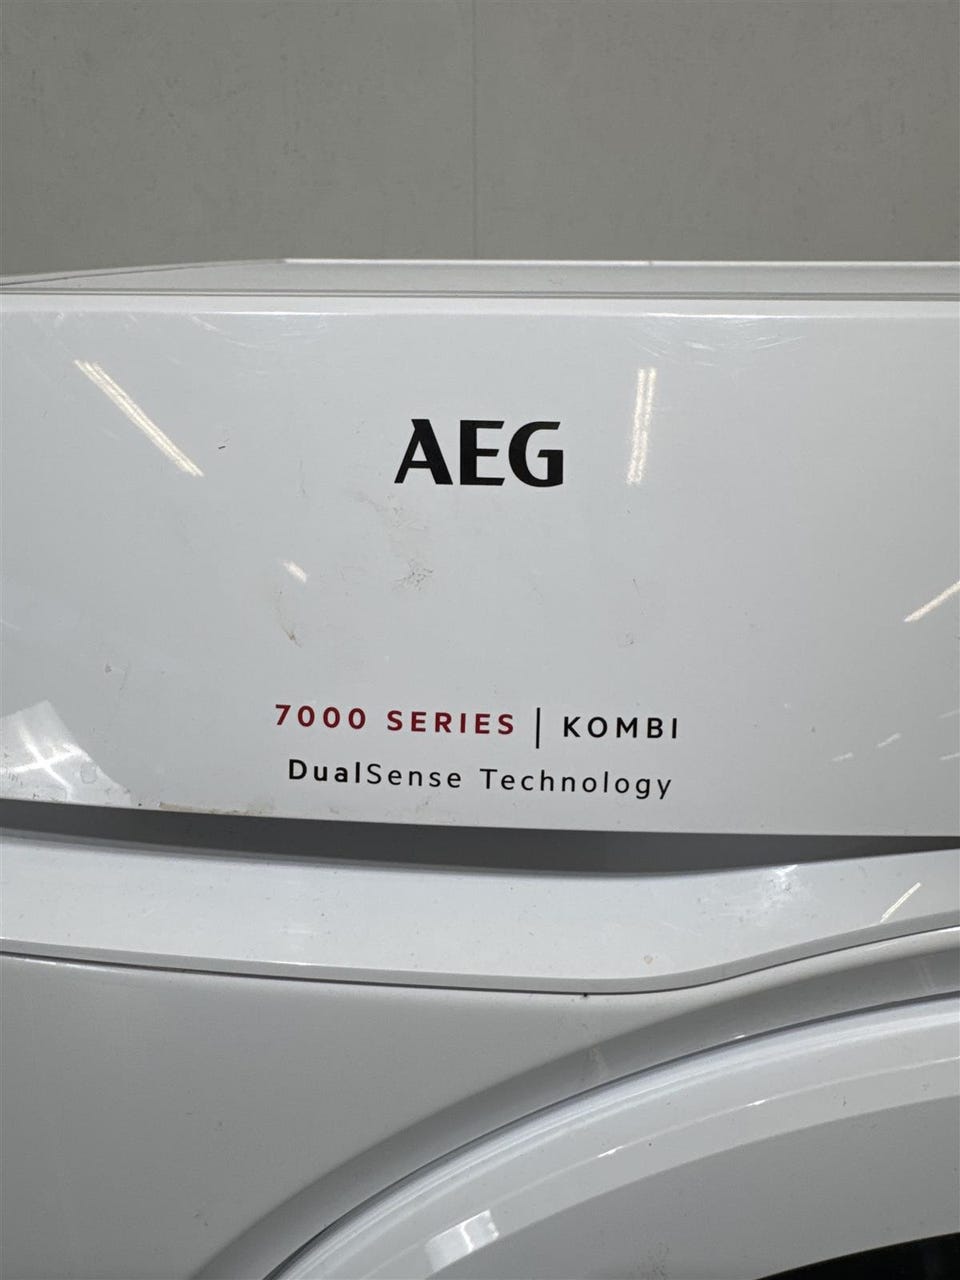 AEG
7000 SERIES | KOMBI
DualSense Technology